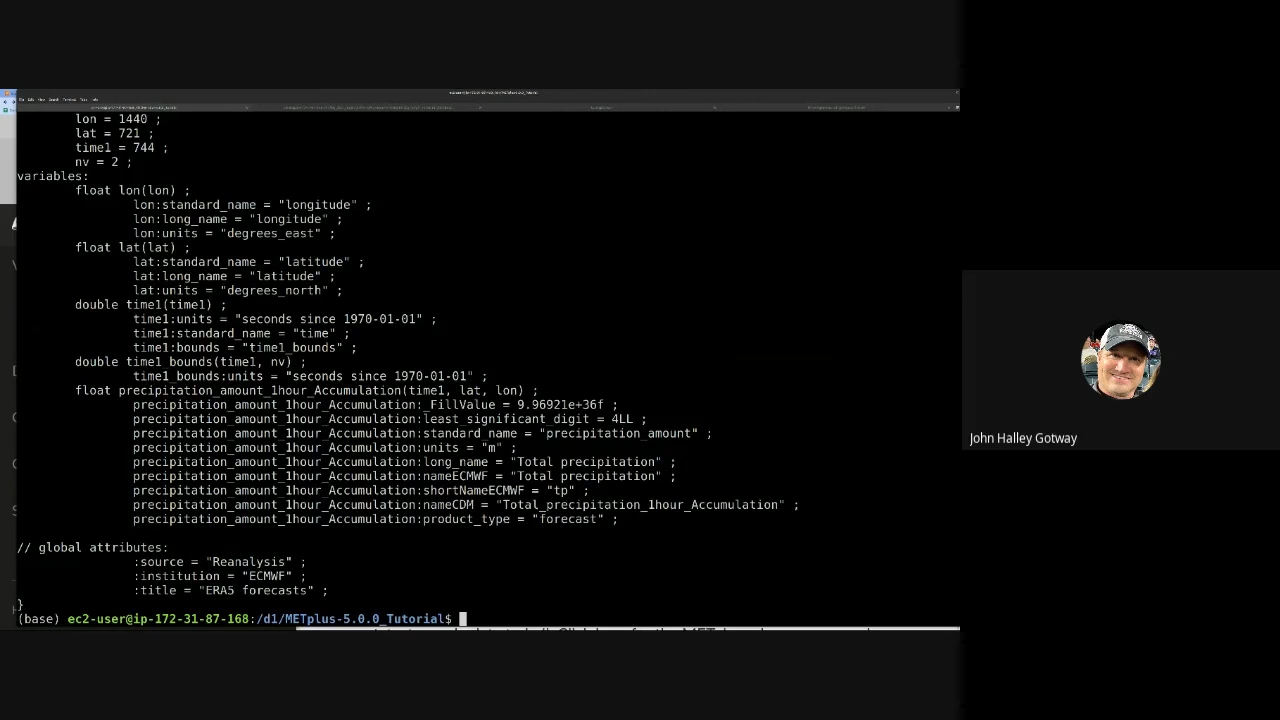 lon = 1440 ;
lat = 721 ;
time1 = 744 ;
nv = 2 ;
variables:
float lon(lon) ;
lon:standard_name = "longitude" ;
lon:long_name = "longitude" ;
lon:units = "degrees_east" ;
float lat(lat) ;
lat:standard_name = "latitude" ;
lat:long_name = "latitude" ;
lat:units = "degrees_north" ;
double time1(time1) ;
time1:units = "seconds since 1970-01-01" ;
time1:standard_name = "time" ;
time1:bounds = "time1_bounds" ;
double time1_bounds(time1, nv) ;
time1_bounds:units = "seconds since 1970-01-01" ;
float precipitation_amount_1hour_Accumulation(time1, lat, lon) ;
precipitation_amount_1hour_Accumulation:_FillValue = 9.96921e+36f ;
precipitation_amount_1hour_Accumulation:least_significant_digit = 4LL ;
precipitation_amount_1hour_Accumulation:standard_name = "precipitation_amount" ;
precipitation_amount_1hour_Accumulation:units = "m" ;
precipitation_amount_1hour_Accumulation:long_name = "Total precipitation" ;
precipitation_amount_1hour_Accumulation:nameECMWF = "Total precipitation" ;
precipitation_amount_1hour_Accumulation:shortNameECMWF = "tp" ;
precipitation_amount_1hour_Accumulation:nameCDM = "Total_precipitation_1hour_Accumulation" ;
precipitation_amount_1hour_Accumulation:product_type = "forecast" ;
// global attributes:
:source = "Reanalysis" ;
:institution = "ECMWF" ;
:title = "ERA5 forecasts" ;
}
(base) ec2-user@ip-172-31-87-168:/d1/METplus-5.0.0_Tutorial$
John Halley Gotway